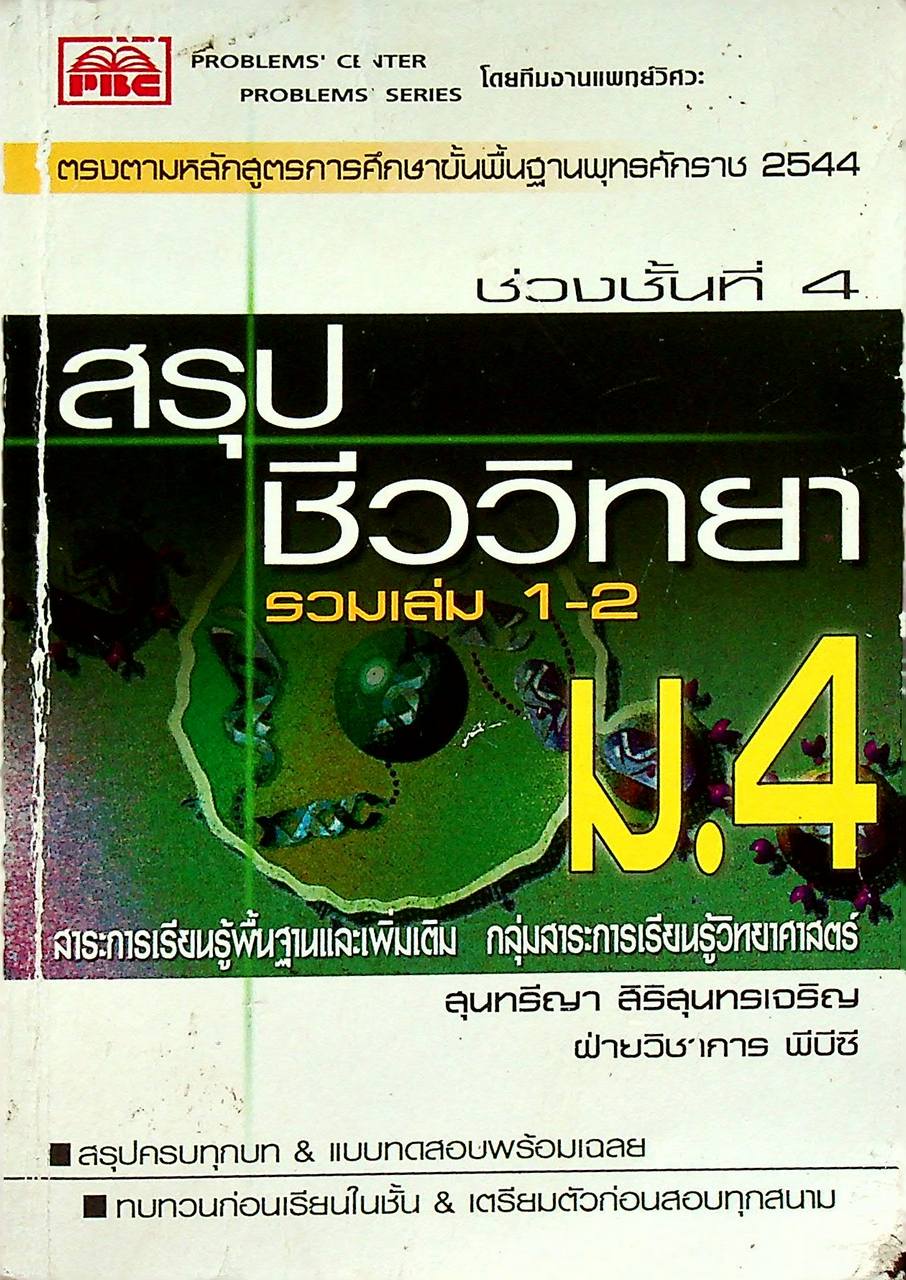 PBC
PROBLEMS' CENTER
PROBLEMS' SERIES โดยทีมงานแพทย์วิศวะ
ตรงตามหลักสูตรการศึกษาขั้นพื้นฐานพุทธศักราช 2544
ช่วงชั้นที่ 4
สรุป
ชีววิทยา
รวมเล่ม 1-2
ม.4
สาระการเรียนรู้พื้นฐานและเพิ่มเติม กลุ่มสาระการเรียนรู้วิทยาศาสตร์
สุนทรีญา สิริสุนทรเจริญ
ฝ่ายวิชาการ พีบีซี
■ สรุปครบทุกบท & แบบทดสอบพร้อมเฉลย
■ ทบทวนก่อนเรียนในชั้น & เตรียมตัวก่อนสอบทุกสนาม